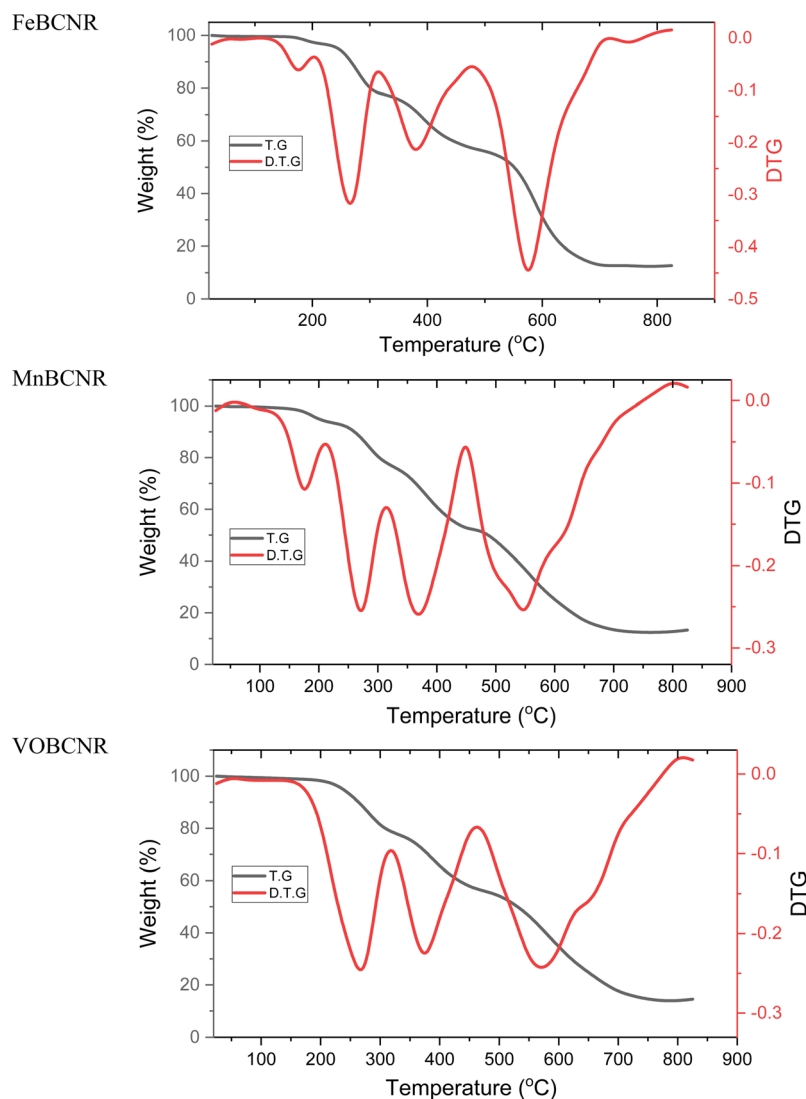 FeBCNR
100
80
60
40
20
0
Weight (%)
T.G
D.T.G
0.0
-0.1
-0.2
-0.3
-0.4
-0.5
DTG
200 400 600 800
Temperature (°C)
MnBCNR
100
80
60
40
20
0
Weight (%)
T.G
D.T.G
0.0
-0.1
-0.2
-0.3
DTG
100 200 300 400 500 600 700 800 900
Temperature (°C)
VOBCNR
100
80
60
40
20
0
Weight (%)
T.G
D.T.G
0.0
-0.1
-0.2
-0.3
DTG
100 200 300 400 500 600 700 800 900
Temperature (°C)